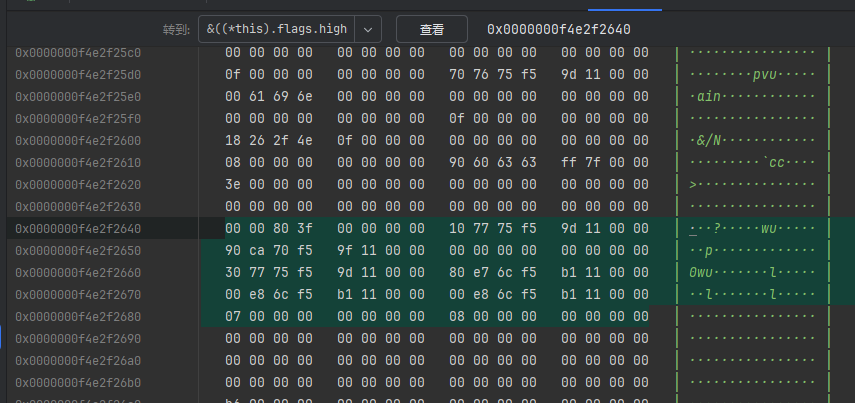 转到: &((*this).flags.high 查看 0x0000000f4e2f2640
0x0000000f4e2f25c0 00 00 00 00 00 00 00 00 00 00 00 00 00 00 00 00 ················
0x0000000f4e2f25d0 0f 00 00 00 00 00 00 00 70 76 75 f5 9d 11 00 00 ········pvu·····
0x0000000f4e2f25e0 00 61 69 6e 00 00 00 00 00 00 00 00 00 00 00 00 ·ain············
0x0000000f4e2f25f0 00 00 00 00 00 00 00 00 0f 00 00 00 00 00 00 00 ················
0x0000000f4e2f2600 18 26 2f 4e 0f 00 00 00 00 00 00 00 00 00 00 00 ·&/N············
0x0000000f4e2f2610 08 00 00 00 00 00 00 00 90 60 63 63 ff 7f 00 00 ·········`cc····
0x0000000f4e2f2620 3e 00 00 00 00 00 00 00 00 00 00 00 00 00 00 00 >···············
0x0000000f4e2f2630 00 00 00 00 00 00 00 00 00 00 00 00 00 00 00 00 ················
0x0000000f4e2f2640 00 00 80 3f 00 00 00 00 10 77 75 f5 9d 11 00 00 _··?·····wu·····
0x0000000f4e2f2650 90 ca 70 f5 9f 11 00 00 00 00 00 00 00 00 00 00 ··p·············
0x0000000f4e2f2660 30 77 75 f5 9d 11 00 00 80 e7 6c f5 b1 11 00 00 0wu·······l·····
0x0000000f4e2f2670 00 e8 6c f5 b1 11 00 00 00 e8 6c f5 b1 11 00 00 ··l·······l·····
0x0000000f4e2f2680 07 00 00 00 00 00 00 00 08 00 00 00 00 00 00 00 ················
0x0000000f4e2f2690 00 00 00 00 00 00 00 00 00 00 00 00 00 00 00 00 ················
0x0000000f4e2f26a0 00 00 00 00 00 00 00 00 00 00 00 00 00 00 00 00 ················
0x0000000f4e2f26b0 00 00 00 00 00 00 00 00 00 00 00 00 00 00 00 00 ················